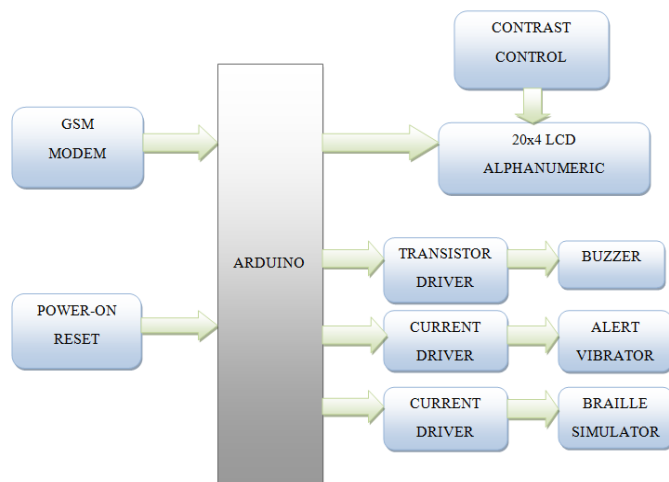 CONTRAST
CONTROL
GSM
MODEM
20x4 LCD
ALPHANUMERIC
ARDUINO
TRANSISTOR
DRIVER
BUZZER
POWER-ON
RESET
CURRENT
DRIVER
ALERT
VIBRATOR
CURRENT
DRIVER
BRAILLE
SIMULATOR